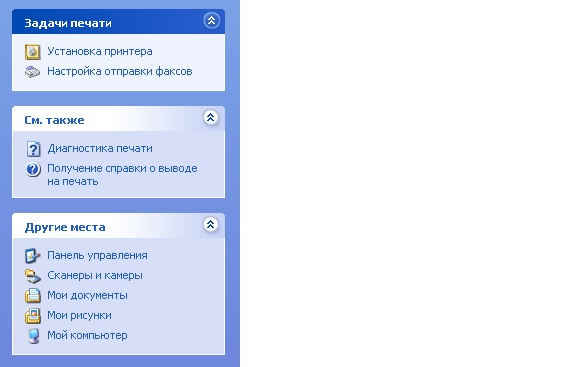 Задачи печати
Установка принтера
Настройка отправки факсов
См. также
Диагностика печати
Получение справки о выводе
на печать
Другие места
Панель управления
Сканеры и камеры
Мои документы
Мои рисунки
Мой компьютер